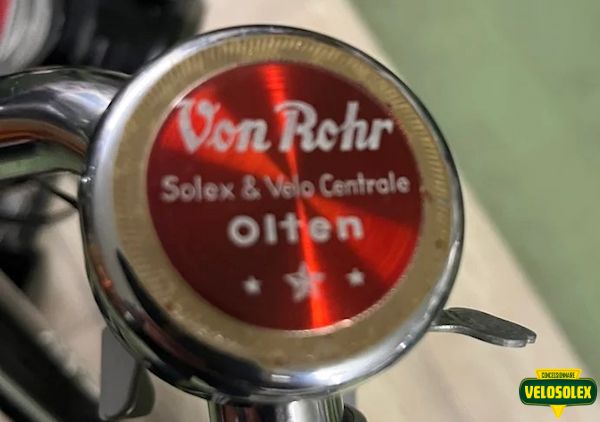 Von Rohr
Solex & Velo Centrale
Olten
CONCESSIONNAIRE
VELOSOLEX